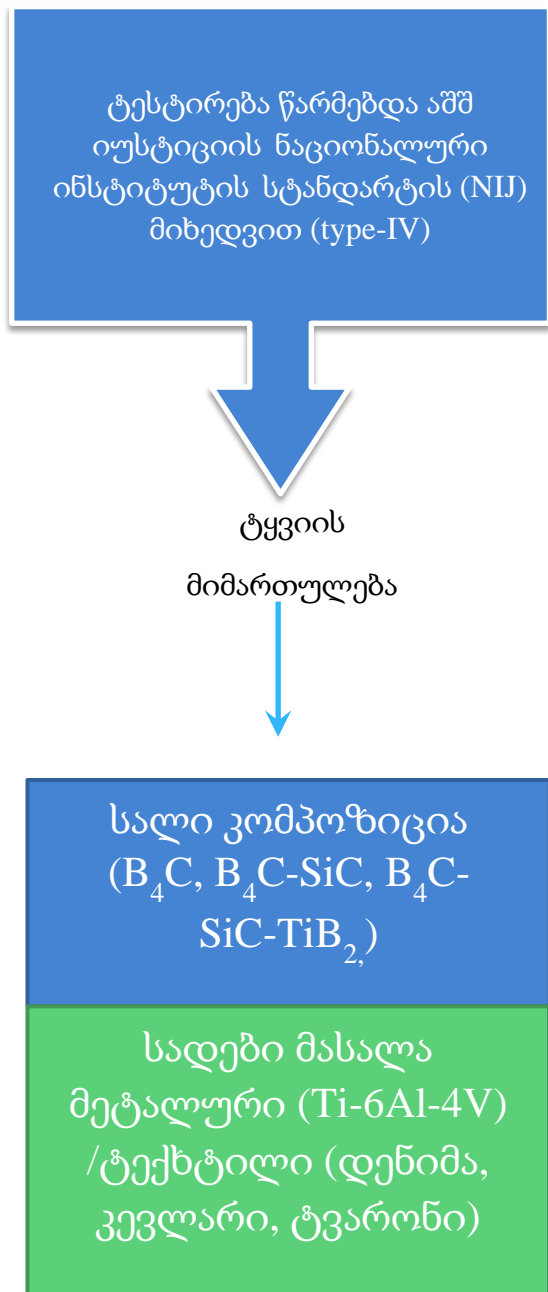 ტესტირება წარმებდა აშშ
იუსტიციის ნაციონალური
ინსტიტუტის სტანდარტის (NIJ)
მიხედვით (type-IV)
ტყვიის
მიმართულება
სალი კომპოზიცია
(B₄C, B₄C-SiC, B₄C-
SiC-TiB₂,)
სადები მასალა
მეტალური (Ti-6Al-4V)
/ტექხტილი (დენიმა,
კევლარი, ტვარონი)